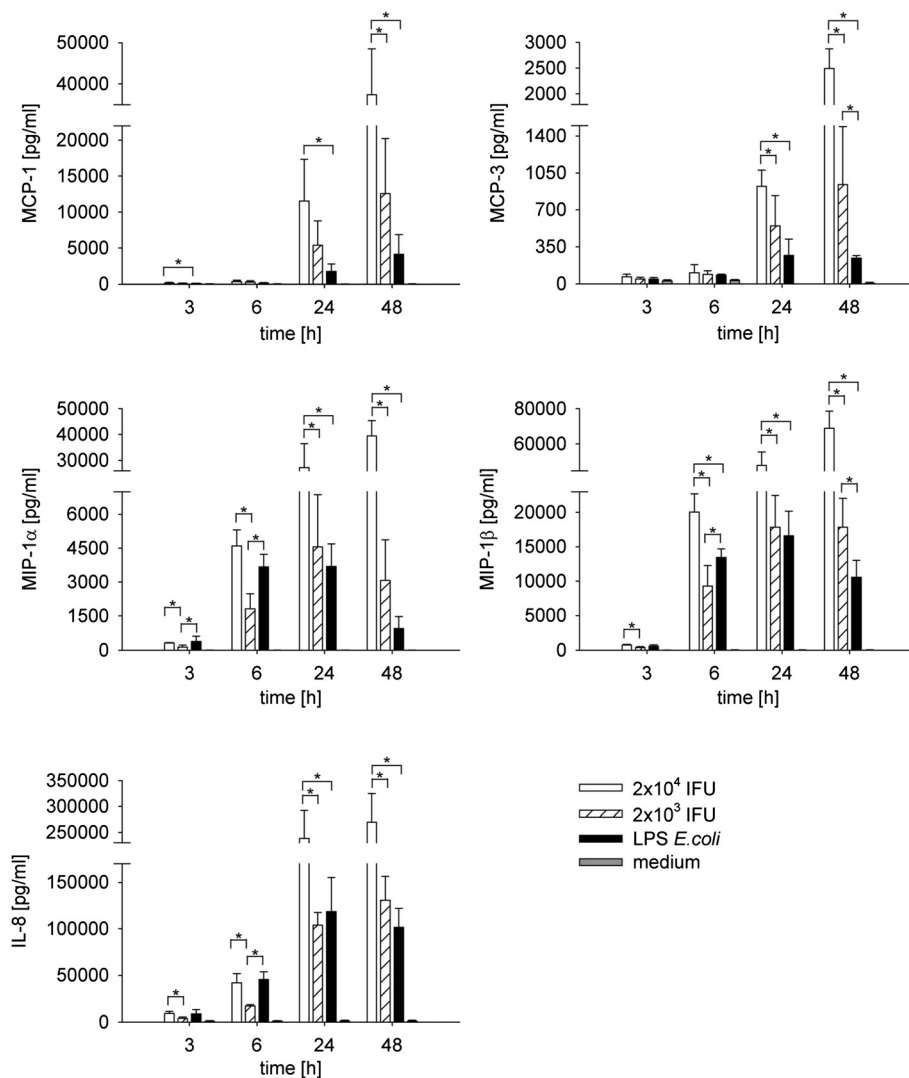 MCP-1 [pg/ml]
50000
40000
20000
15000
10000
5000
0
* * * * *
3 6 24 48
time [h]
MCP-3 [pg/ml]
3000
2500
2000
1400
1050
700
350
0
* * * * *
3 6 24 48
time [h]
MIP-1α [pg/ml]
50000
40000
30000
6000
4500
3000
1500
0
* * * * * * * *
3 6 24 48
time [h]
MIP-1β [pg/ml]
80000
60000
20000
15000
10000
5000
0
* * * * * * * * *
3 6 24 48
time [h]
IL-8 [pg/ml]
350000
300000
250000
150000
100000
50000
0
* * * * * * *
3 6 24 48
time [h]
2x10⁴ IFU
2x10³ IFU
LPS E.coli
medium